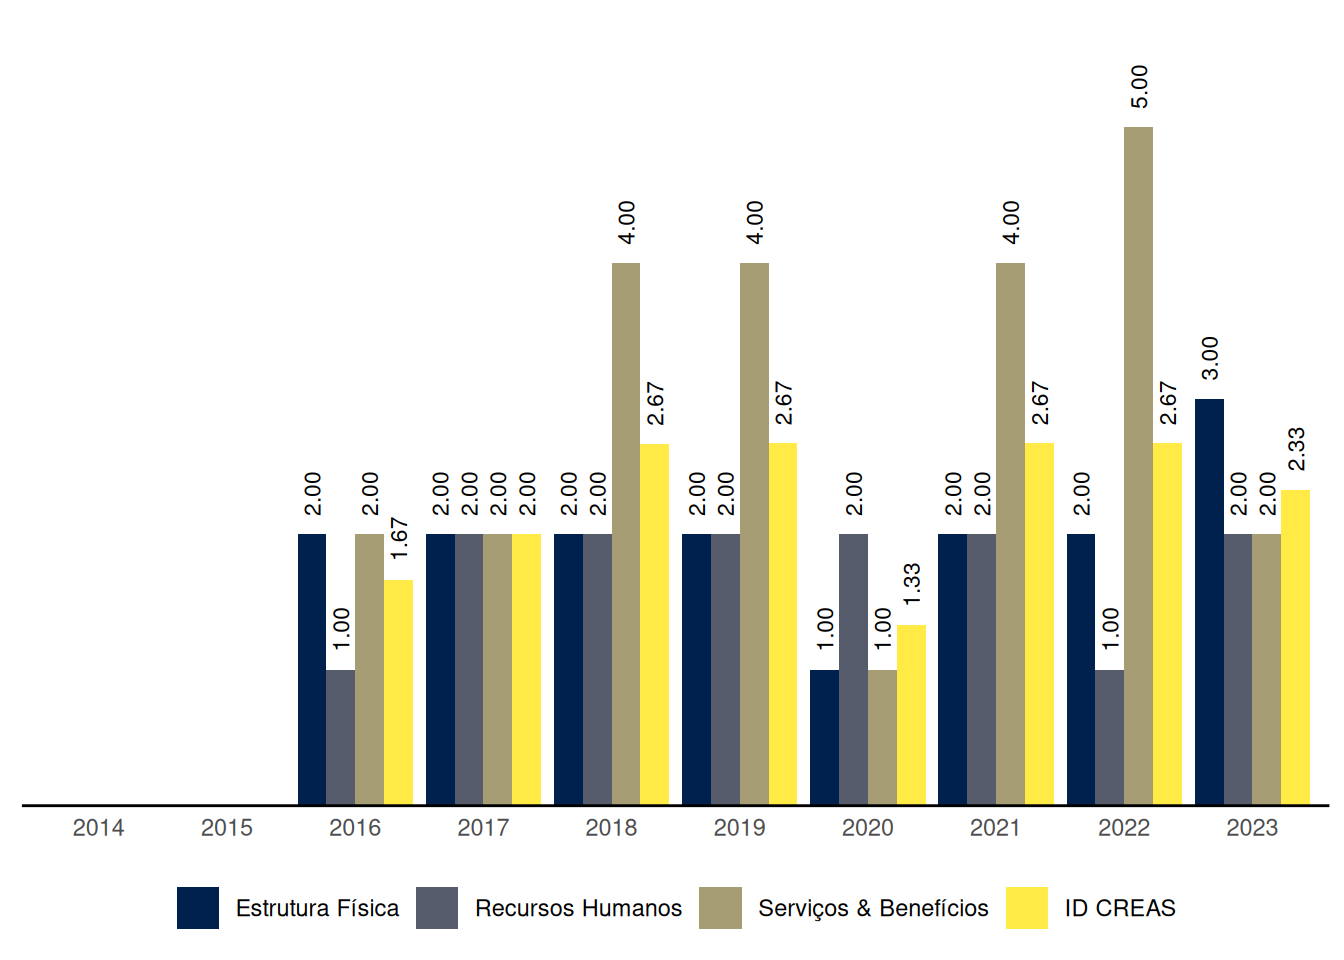 5.00
4.00 4.00 4.00
3.00
2.67 2.67 2.67 2.67
2.33
2.00 2.00 2.00 2.00 2.00 2.00 2.00 2.00 2.00 2.00 2.00 2.00 2.00 2.00 2.00 2.00
1.67
1.33
1.00 1.00 1.00 1.00
2014 2015 2016 2017 2018 2019 2020 2021 2022 2023
Estrutura Física Recursos Humanos Serviços & Benefícios ID CREAS